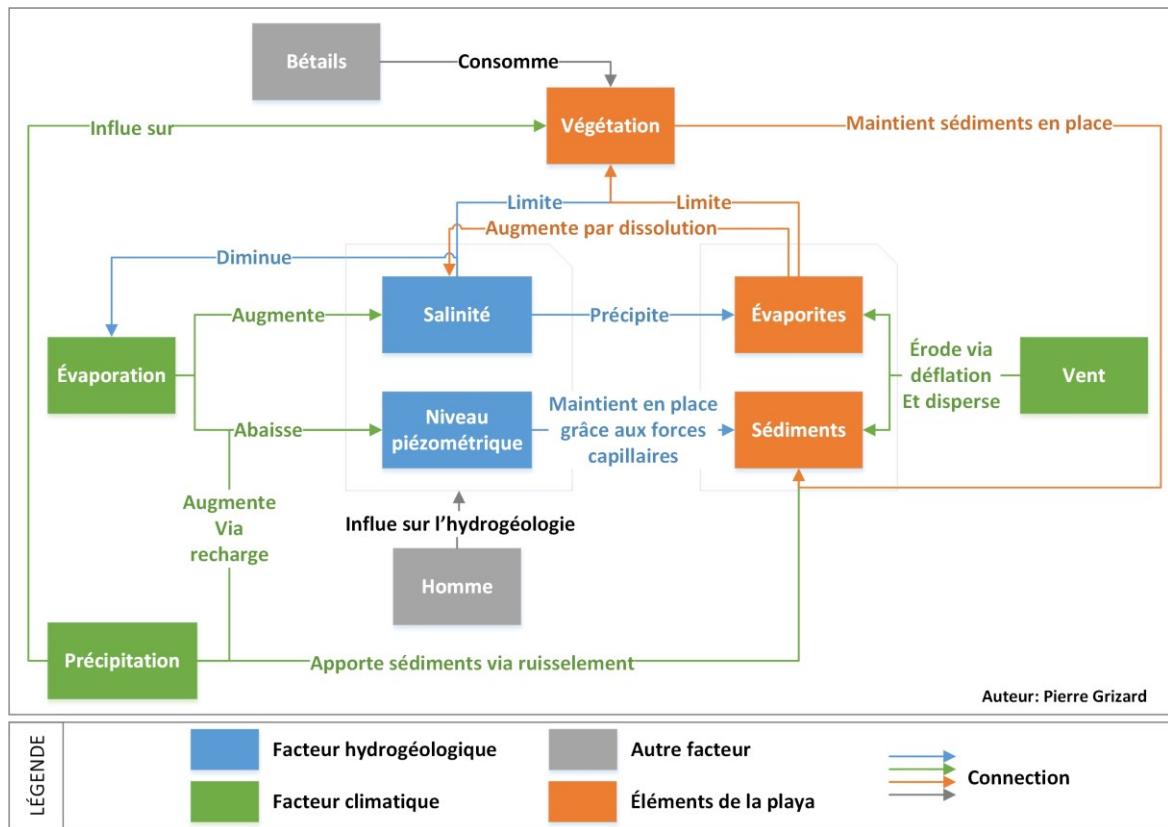 Bétails
Consomme
Influe sur
Végétation
Maintient sédiments en place
Limite
Limite
Augmente par dissolution
Diminue
Augmente
Salinité
Précipite
Évaporites
Évaporation
Érode via
déflation
Et disperse
Vent
Abaisse
Niveau
piézométrique
Maintient en place
grâce aux forces
capillaires
Sédiments
Augmente
Via
recharge
Influe sur l'hydrogéologie
Homme
Précipitation
Apporte sédiments via ruisselement
Auteur: Pierre Grizard
LÉGENDE
Facteur hydrogéologique
Autre facteur
Connection
Facteur climatique
Éléments de la playa